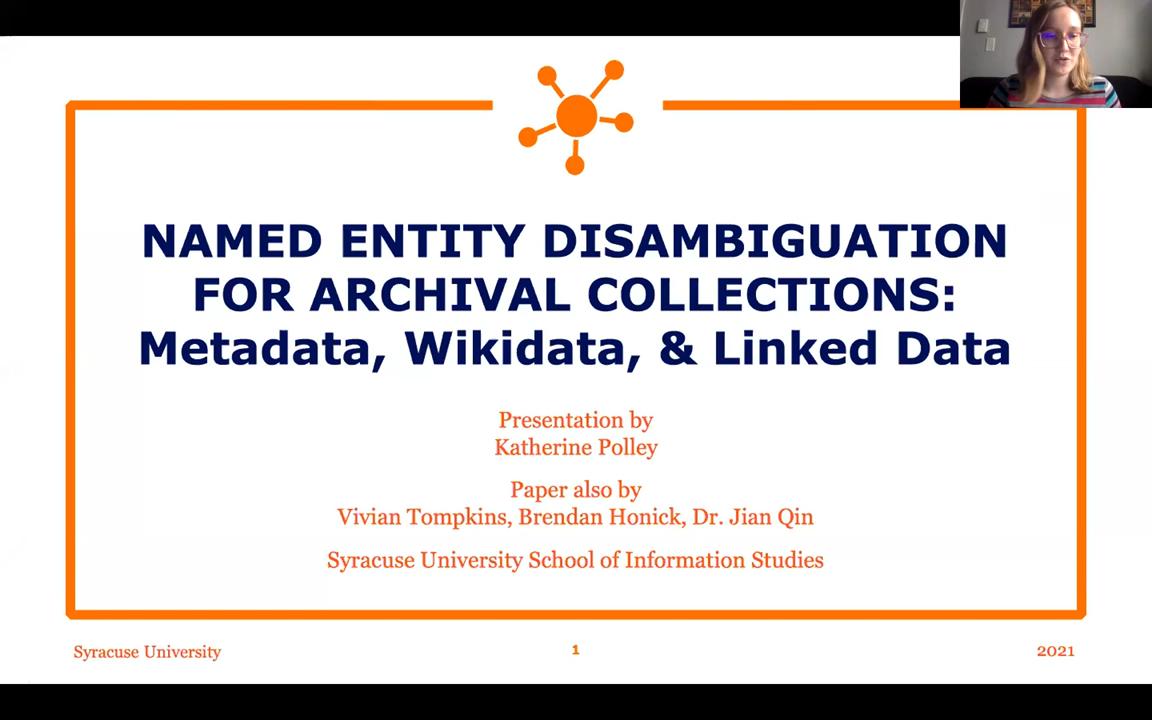 NAMED ENTITY DISAMBIGUATION
FOR ARCHIVAL COLLECTIONS:
Metadata, Wikidata, & Linked Data
Presentation by
Katherine Polley
Paper also by
Vivian Tompkins, Brendan Honick, Dr. Jian Qin
Syracuse University School of Information Studies
Syracuse University
1
2021